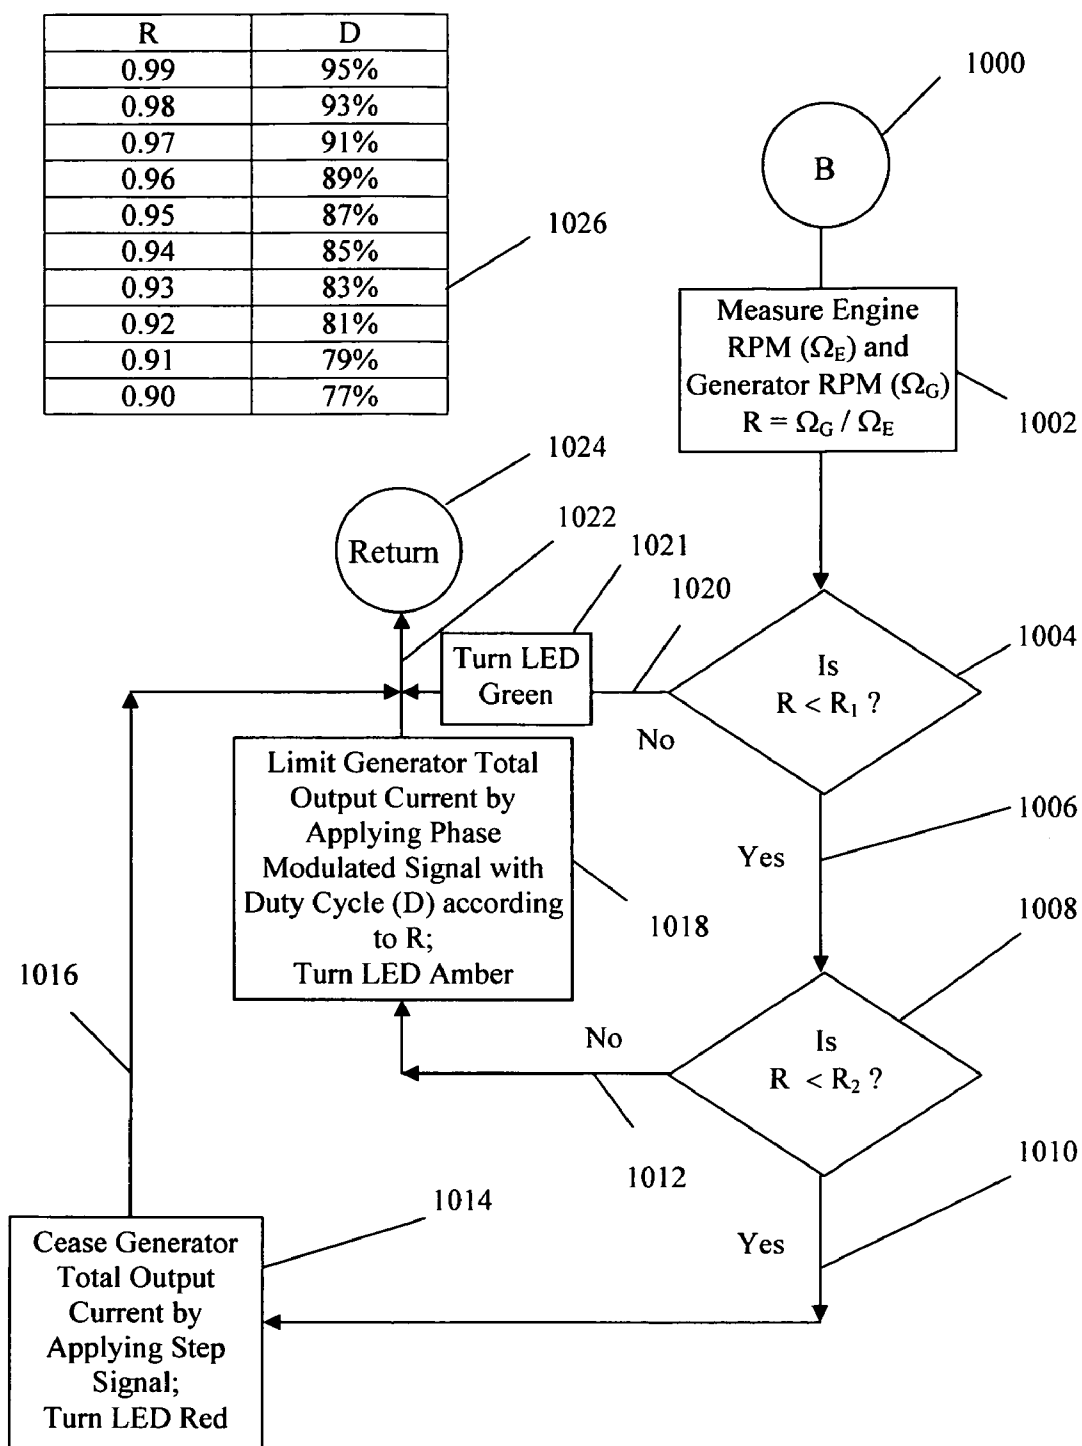 R D
0.99 95%
0.98 93%
0.97 91%
0.96 89%
0.95 87%
0.94 85%
0.93 83%
0.92 81%
0.91 79%
0.90 77%
1026
1000
B
Measure Engine
RPM (Ω_E) and
Generator RPM (Ω_G)
R = Ω_G / Ω_E
1002
1024
Return
1022
1021
1020
Turn LED
Green
1004
Is
R < R₁ ?
No
1006
Yes
Limit Generator Total
Output Current by
Applying Phase
Modulated Signal with
Duty Cycle (D) according
to R;
Turn LED Amber
1018
1008
Is
R < R₂ ?
No
1012
1016
1010
Yes
1014
Cease Generator
Total Output
Current by
Applying Step
Signal;
Turn LED Red